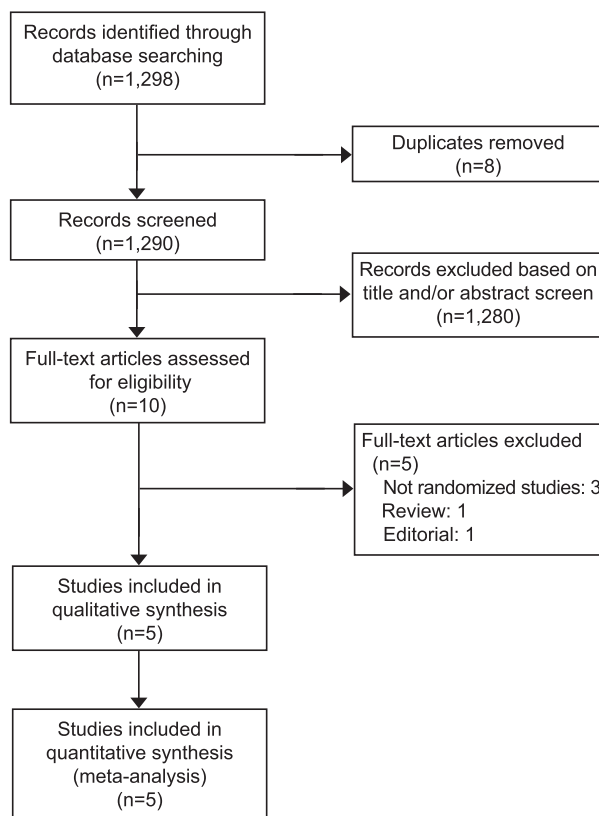 Records identified through
database searching
(n=1,298)
Duplicates removed
(n=8)
Records screened
(n=1,290)
Records excluded based on
title and/or abstract screen
(n=1,280)
Full-text articles assessed
for eligibility
(n=10)
Full-text articles excluded
(n=5)
Not randomized studies: 3
Review: 1
Editorial: 1
Studies included in
qualitative synthesis
(n=5)
Studies included in
quantitative synthesis
(meta-analysis)
(n=5)